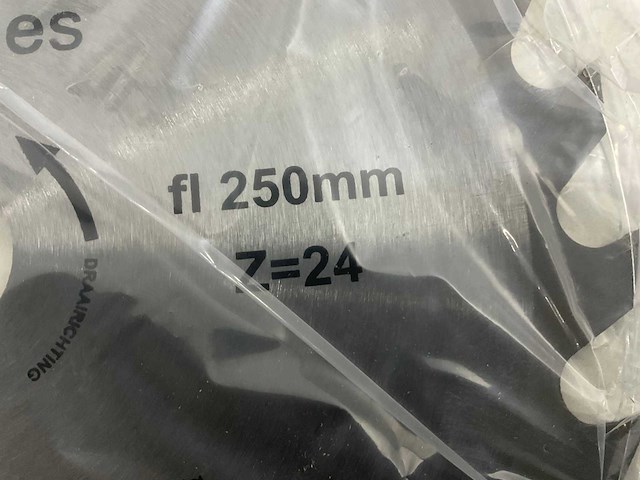 es
fl 250mm
Z=24
DRAAIRICHTING